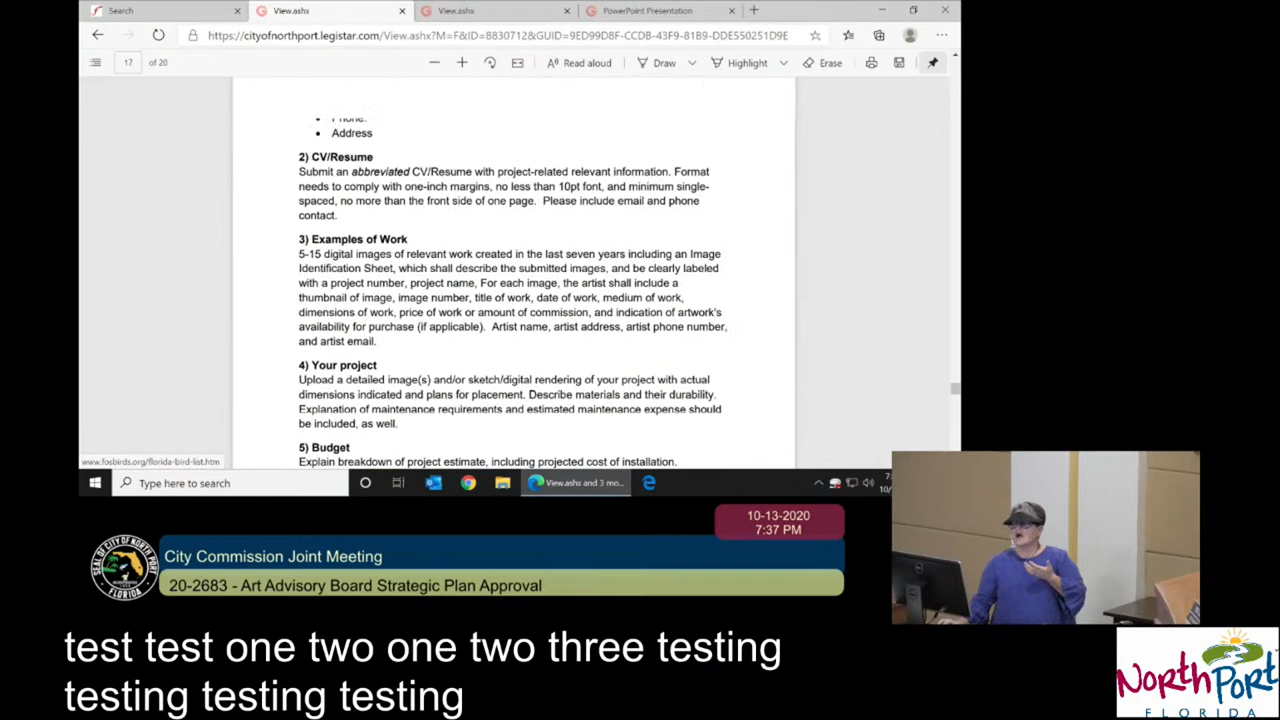 Search
View.ashx
View.ashx
PowerPoint Presentation
https://cityofnorthport.legistar.com/View.ashx?M=F&ID=8830712&GUID=9ED99D8F-CCDB-43F9-81B9-DDE550251D9E
17 of 20
Read aloud
Draw
Highlight
Erase
• Phone:
• Address
2) CV/Resume
Submit an abbreviated CV/Resume with project-related relevant information. Format
needs to comply with one-inch margins, no less than 10pt font, and minimum single-
spaced, no more than the front side of one page. Please include email and phone
contact.
3) Examples of Work
5-15 digital images of relevant work created in the last seven years including an Image
Identification Sheet, which shall describe the submitted images, and be clearly labeled
with a project number, project name, For each image, the artist shall include a
thumbnail of image, image number, title of work, date of work, medium of work,
dimensions of work, price of work or amount of commission, and indication of artwork's
availability for purchase (if applicable). Artist name, artist address, artist phone number,
and artist email.
4) Your project
Upload a detailed image(s) and/or sketch/digital rendering of your project with actual
dimensions indicated and plans for placement. Describe materials and their durability.
Explanation of maintenance requirements and estimated maintenance expense should
be included, as well.
5) Budget
Explain breakdown of project estimate, including projected cost of installation.
www.fosbirds.org/florida-bird-list.htm
Type here to search
View.ashx and 3 mo...
10-13-2020
7:37 PM
City Commission Joint Meeting
20-2683 - Art Advisory Board Strategic Plan Approval
test test one two one two three testing
testing testing testing
North Port
FLORIDA